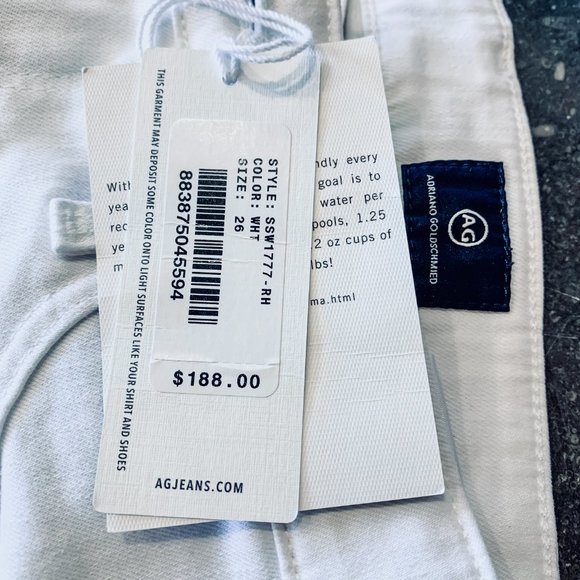 THIS GARMENT MAY DEPOSIT SOME COLOR ONTO LIGHT SURFACES LIKE YOUR SHIRT AND SHOES
STYLE: SSW1777-RH
COLOR: WHT
SIZE: 26
883875045594
$188.00
AGJEANS.COM
ndly every
goal is to
water per
pools, 1.25
2 oz cups of
lbs!
ma.html
With
yea
rec
ye
m
AG
ADRIANO GOLDSCHMIED